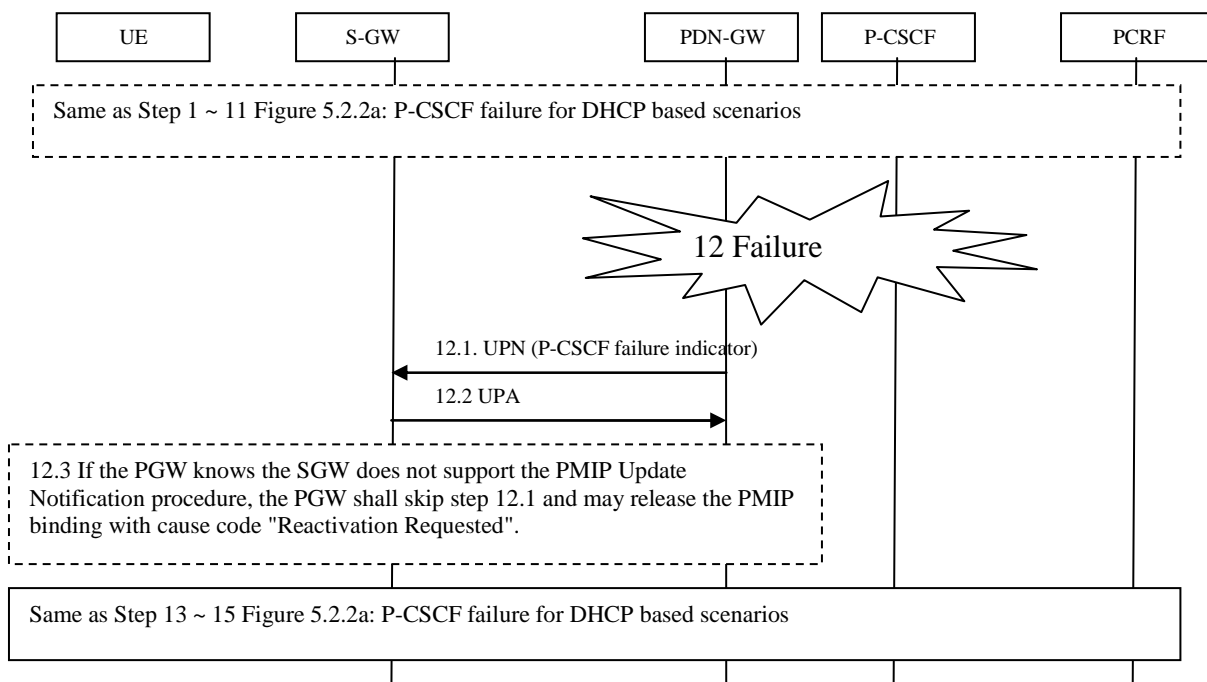 UE
S-GW
PDN-GW
P-CSCF
PCRF
Same as Step 1 ~ 11 Figure 5.2.2a: P-CSCF failure for DHCP based scenarios
12 Failure
12.1. UPN (P-CSCF failure indicator)
12.2 UPA
12.3 If the PGW knows the SGW does not support the PMIP Update
Notification procedure, the PGW shall skip step 12.1 and may release the PMIP
binding with cause code "Reactivation Requested".
Same as Step 13 ~ 15 Figure 5.2.2a: P-CSCF failure for DHCP based scenarios